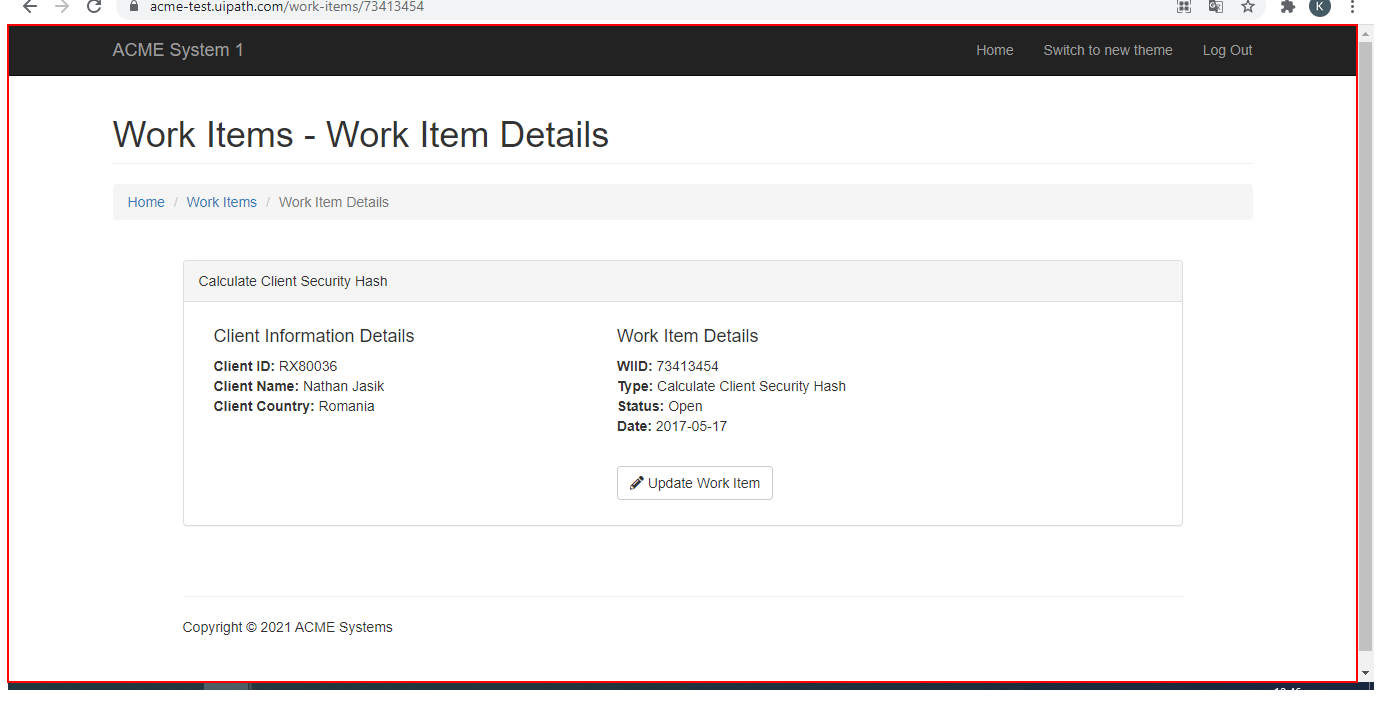 acme-test.uipath.com/work-items/73413454
K
ACME System 1 Home Switch to new theme Log Out
Work Items - Work Item Details
Home / Work Items / Work Item Details
Calculate Client Security Hash
Client Information Details
Client ID: RX80036
Client Name: Nathan Jasik
Client Country: Romania
Work Item Details
WIID: 73413454
Type: Calculate Client Security Hash
Status: Open
Date: 2017-05-17
Update Work Item
Copyright © 2021 ACME Systems